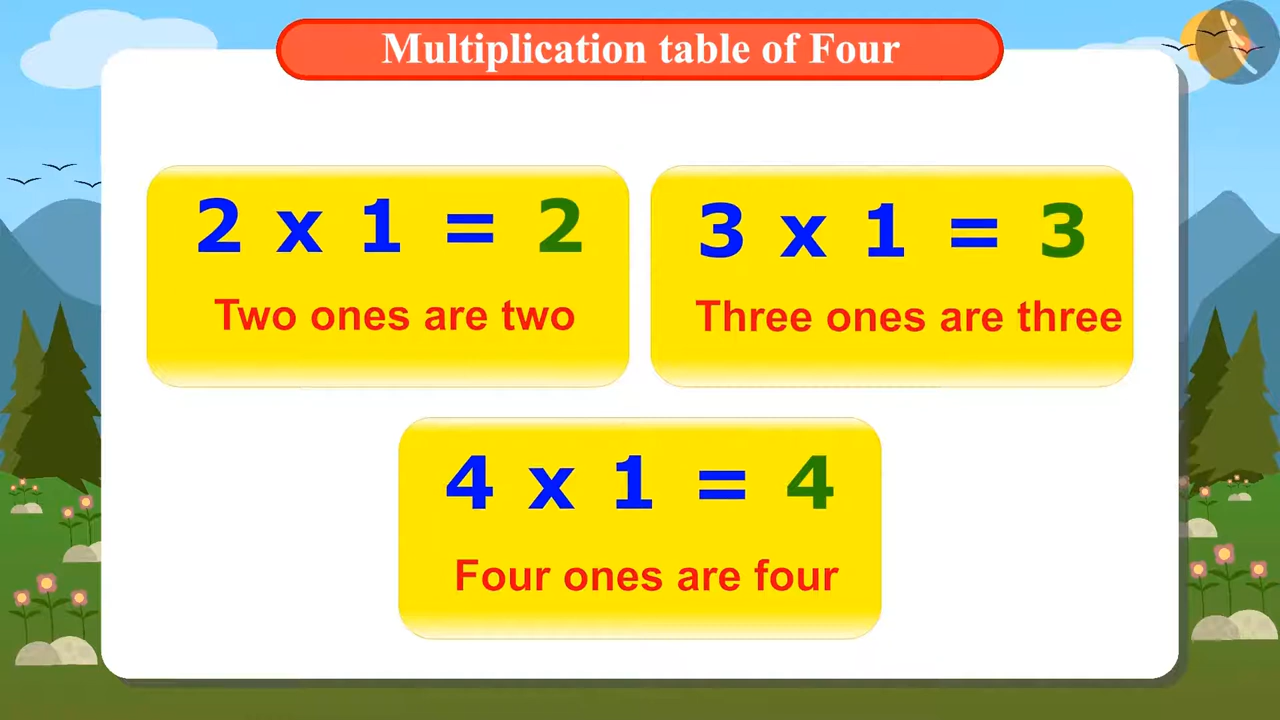 Multiplication table of Four
2 x 1 = 2
Two ones are two
3 x 1 = 3
Three ones are three
4 x 1 = 4
Four ones are four